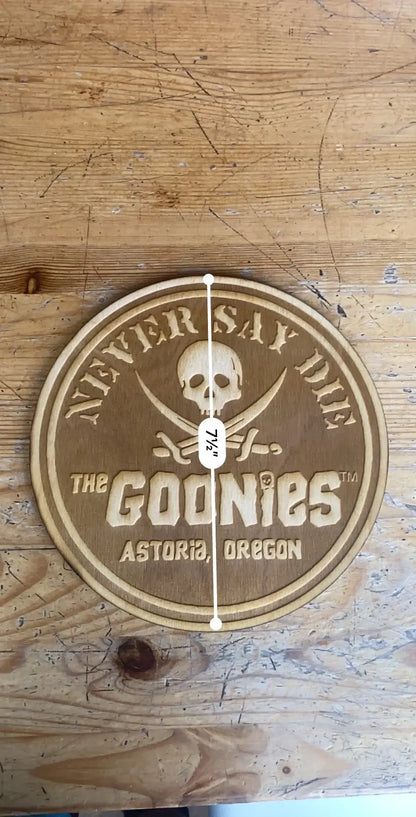 NEVER SAY DIE
7½"
THE GOONIES™
ASTORIA, OREGON